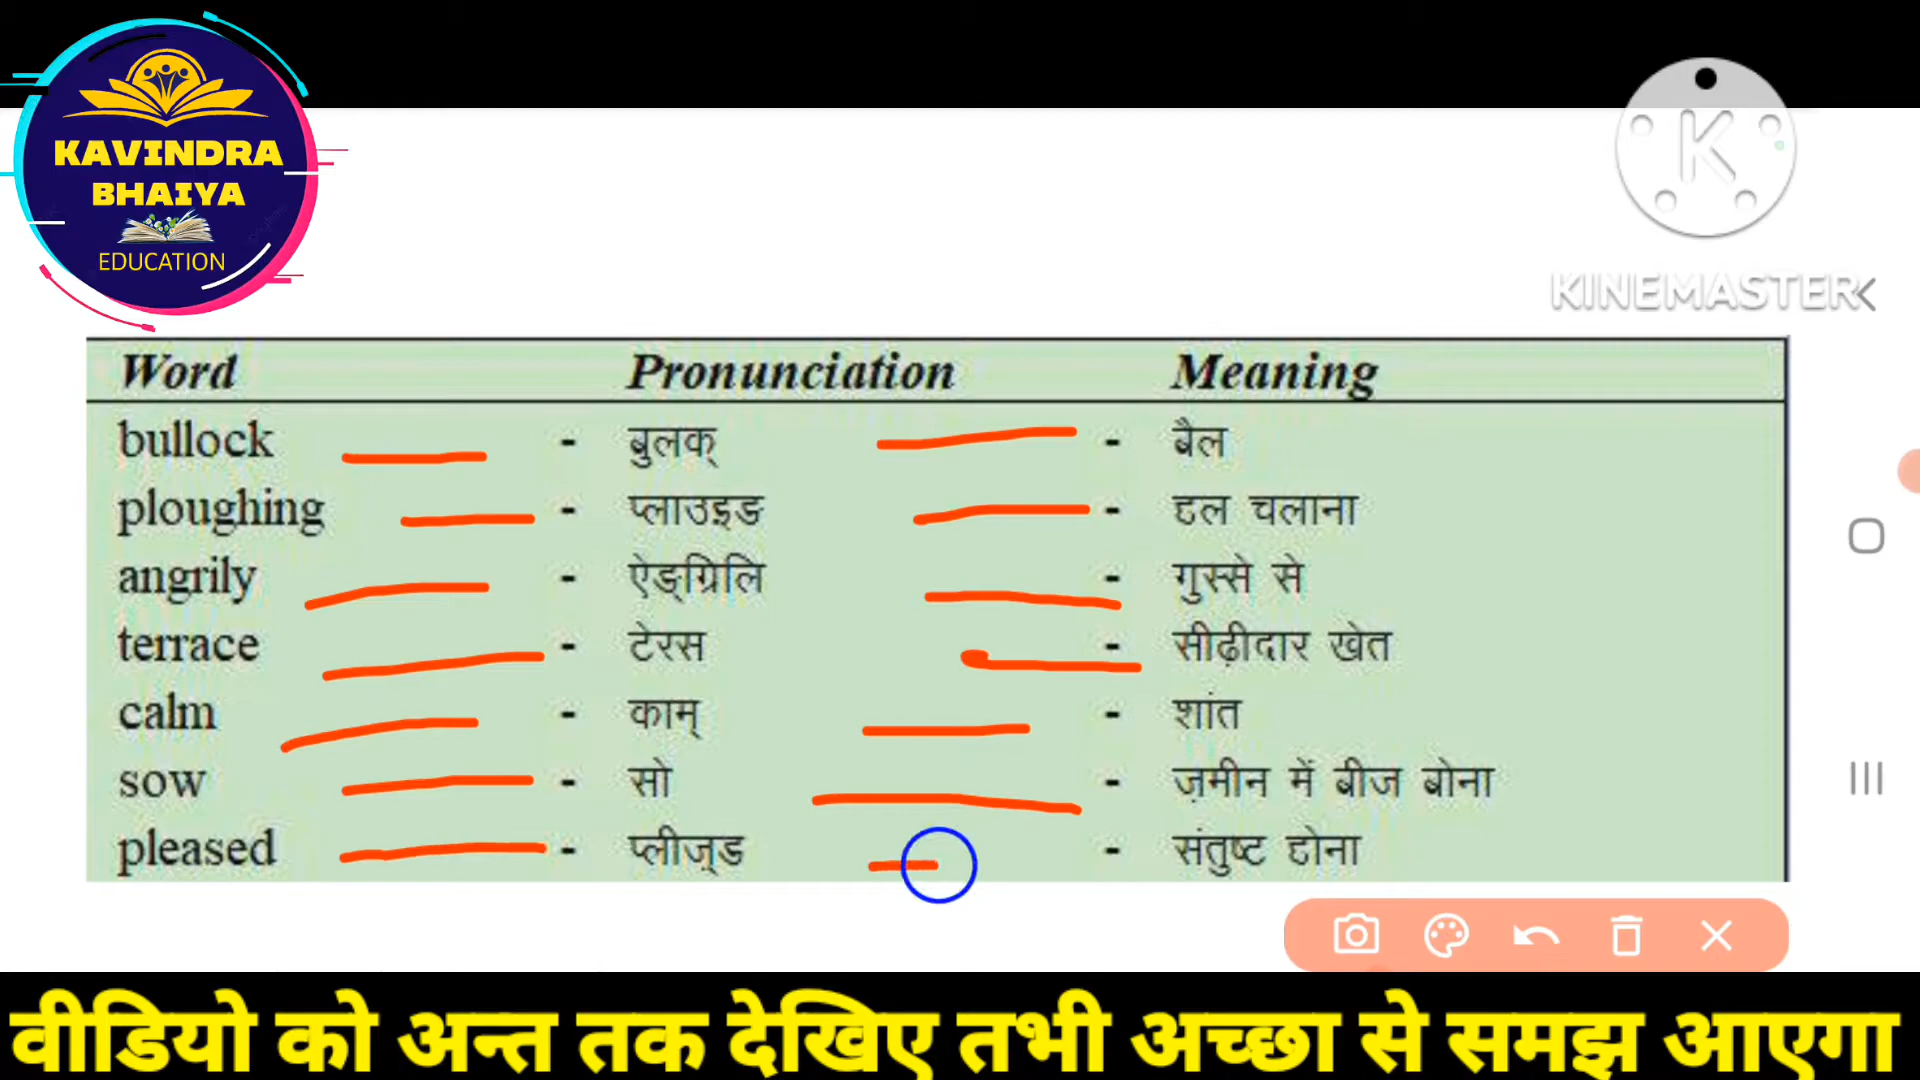 KAVINDRA
BHAIYA
EDUCATION
K
KINEMASTER
Word Pronunciation Meaning
bullock - बुलक् - बैल
ploughing - प्लाउइङ - हल चलाना
angrily - ऐङ्ग्रिलि - गुस्से से
terrace - टेरस - सीढ़ीदार खेत
calm - काम् - शांत
sow - सो - ज़मीन में बीज बोना
pleased - प्लीज़्ड - संतुष्ट होना
वीडियो को अन्त तक देखिए तभी अच्छा से समझ आएगा